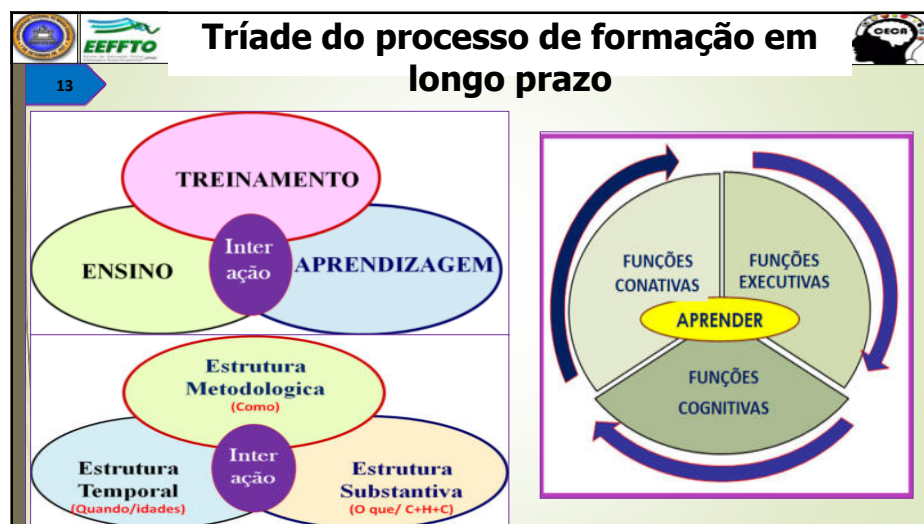 EEFFTO
CECA
Tríade do processo de formação em
longo prazo
13
TREINAMENTO
ENSINO
Inter
ação
APRENDIZAGEM
Estrutura
Metodologica
(Como)
Estrutura
Temporal
(Quando/idades)
Inter
ação
Estrutura
Substantiva
(O que/ C+H+C)
FUNÇÕES
CONATIVAS
FUNÇÕES
EXECUTIVAS
APRENDER
FUNÇÕES
COGNITIVAS